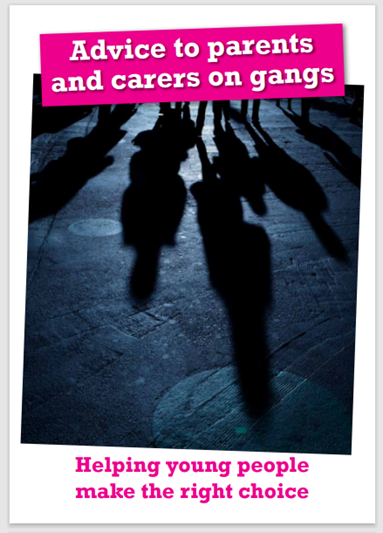 Advice to parents
and carers on gangs
Helping young people
make the right choice